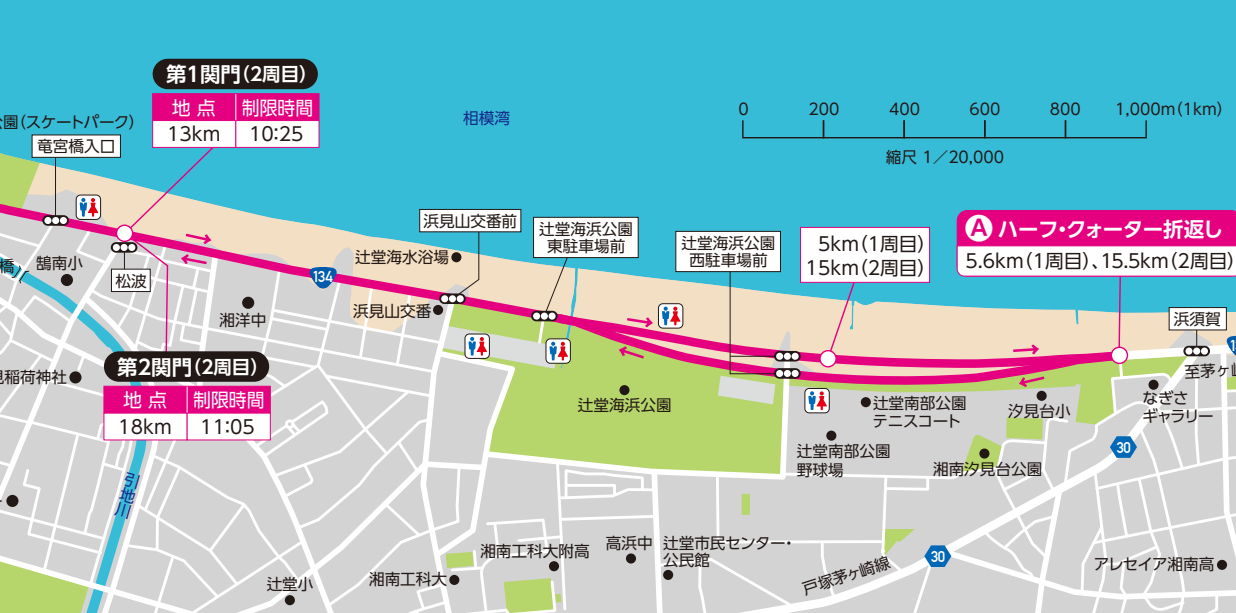 第1関門(2周目)
地 点 制限時間
13km 10:25
相模湾
0 200 400 600 800 1,000m(1km)
縮尺 1／20,000
園(スケートパーク)
竜宮橋入口
浜見山交番前
辻堂海浜公園
東駐車場前
辻堂海浜公園
西駐車場前
5km(1周目)
15km(2周目)
A ハーフ・クォーター折返し
5.6km(1周目)、15.5km(2周目)
橋
鵠南小
松波
辻堂海水浴場
134
浜見山交番
湘洋中
浜須賀
至茅ヶ崎
第2関門(2周目)
地 点 制限時間
18km 11:05
見稲荷神社
辻堂海浜公園
辻堂南部公園
テニスコート
汐見台小
なぎさ
ギャラリー
辻堂南部公園
野球場
湘南汐見台公園
30
引地川
湘南工科大附高
高浜中
辻堂市民センター・
公民館
湘南工科大
辻堂小
戸塚茅ヶ崎線
30
アレセイア湘南高